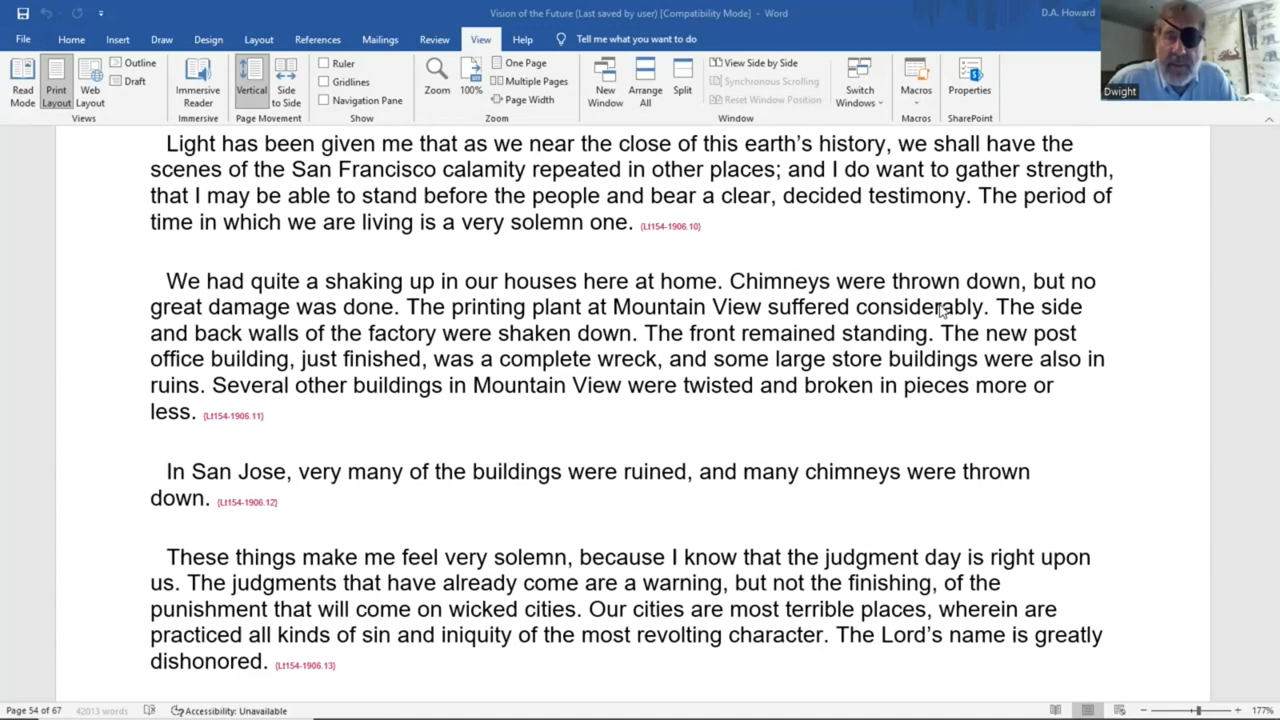 Vision of the Future (Last saved by user) [Compatibility Mode] - Word
D.A. Howard
File Home Insert Draw Design Layout References Mailings Review View Help Tell me what you want to do
Read Mode
Print Layout
Web Layout
Outline
Draft
Views
Immersive Reader
Immersive
Vertical
Side to Side
Page Movement
Ruler
Gridlines
Navigation Pane
Show
Zoom
100%
One Page
Multiple Pages
Page Width
Zoom
New Window
Arrange All
Split
View Side by Side
Synchronous Scrolling
Reset Window Position
Window
Switch Windows
Macros
Macros
Properties
SharePoint
Dwight
Light has been given me that as we near the close of this earth's history, we shall have the
scenes of the San Francisco calamity repeated in other places; and I do want to gather strength,
that I may be able to stand before the people and bear a clear, decided testimony. The period of
time in which we are living is a very solemn one. {Lt154-1906.10}
We had quite a shaking up in our houses here at home. Chimneys were thrown down, but no
great damage was done. The printing plant at Mountain View suffered considerably. The side
and back walls of the factory were shaken down. The front remained standing. The new post
office building, just finished, was a complete wreck, and some large store buildings were also in
ruins. Several other buildings in Mountain View were twisted and broken in pieces more or
less. {Lt154-1906.11}
In San Jose, very many of the buildings were ruined, and many chimneys were thrown
down. {Lt154-1906.12}
These things make me feel very solemn, because I know that the judgment day is right upon
us. The judgments that have already come are a warning, but not the finishing, of the
punishment that will come on wicked cities. Our cities are most terrible places, wherein are
practiced all kinds of sin and iniquity of the most revolting character. The Lord's name is greatly
dishonored. {Lt154-1906.13}
Page 54 of 67 42013 words Accessibility: Unavailable 177%